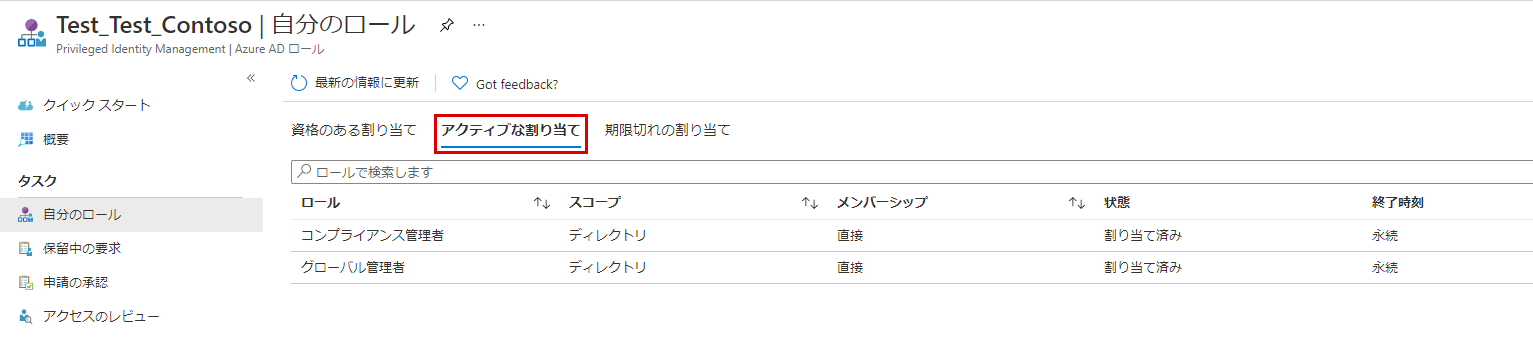 Test_Test_Contoso | 自分のロール
Privileged Identity Management | Azure AD ロール
クイック スタート
概要
タスク
自分のロール
保留中の要求
申請の承認
アクセスのレビュー
最新の情報に更新 Got feedback?
資格のある割り当て アクティブな割り当て 期限切れの割り当て
ロールで検索します
ロール スコープ メンバーシップ 状態 終了時刻
コンプライアンス管理者 ディレクトリ 直接 割り当て済み 永続
グローバル管理者 ディレクトリ 直接 割り当て済み 永続